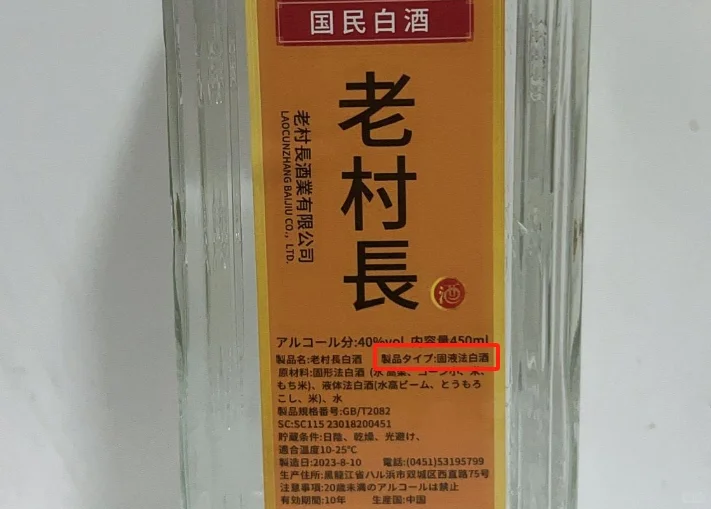 国民白酒
老村長
酒
老村長酒業有限公司
LAOCUNZHANG BAIJIU CO., LTD.
アルコール分:40%vol 内容量450ml
製品名:老村長白酒 製品タイプ:固液法白酒
原材料:固形法白酒 (水 高粱、コーン小、米、
もち米)、液体法白酒(水高ビーム、とうもろ
こし、米)、水
製品規格番号:GB/T2082
SC:SC115 23018200451
貯蔵条件:日陰、乾燥、光避け、
適合温度10-25℃
製造日:2023-8-10 電話:(0451)53195799
生产住所:黒龍江省ハル浜市双城区西直路75号
注意事項:20歳未満のアルコールは禁止
有効期間:10年 生産国:中国